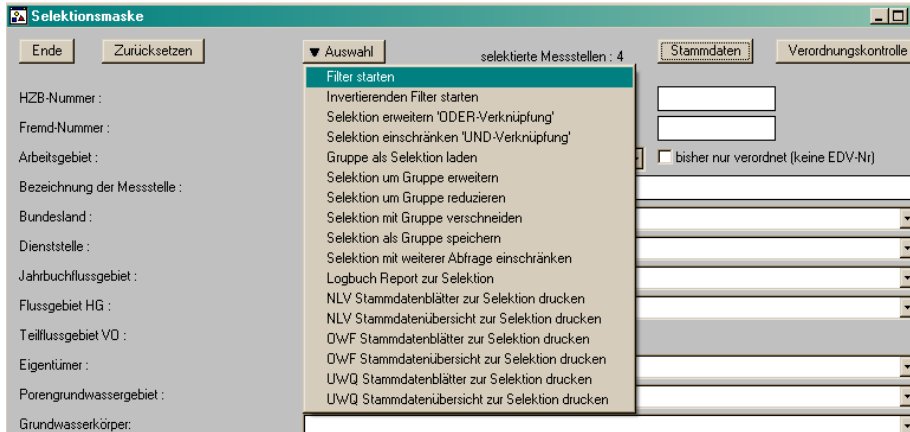 Selektionsmaske
Ende Zurücksetzen ▼ Auswahl selektierte Messstellen : 4 Stammdaten Verordnungskontrolle
Filter starten
Invertierenden Filter starten
Selektion erweitern 'ODER-Verknüpfung'
Selektion einschränken 'UND-Verknüpfung'
Gruppe als Selektion laden
Selektion um Gruppe erweitern
Selektion um Gruppe reduzieren
Selektion mit Gruppe verschneiden
Selektion als Gruppe speichern
Selektion mit weiterer Abfrage einschränken
Logbuch Report zur Selektion
NLV Stammdatenblätter zur Selektion drucken
NLV Stammdatenübersicht zur Selektion drucken
OWF Stammdatenblätter zur Selektion drucken
OWF Stammdatenübersicht zur Selektion drucken
UWQ Stammdatenblätter zur Selektion drucken
UWQ Stammdatenübersicht zur Selektion drucken
HZB-Nummer :
Fremd-Nummer :
Arbeitsgebiet :
bisher nur verordnet (keine EDV-Nr)
Bezeichnung der Messstelle :
Bundesland :
Dienststelle :
Jahrbuchflussgebiet :
Flussgebiet HG :
Teilflussgebiet VO :
Eigentümer :
Porengrundwassergebiet :
Grundwasserkörper: